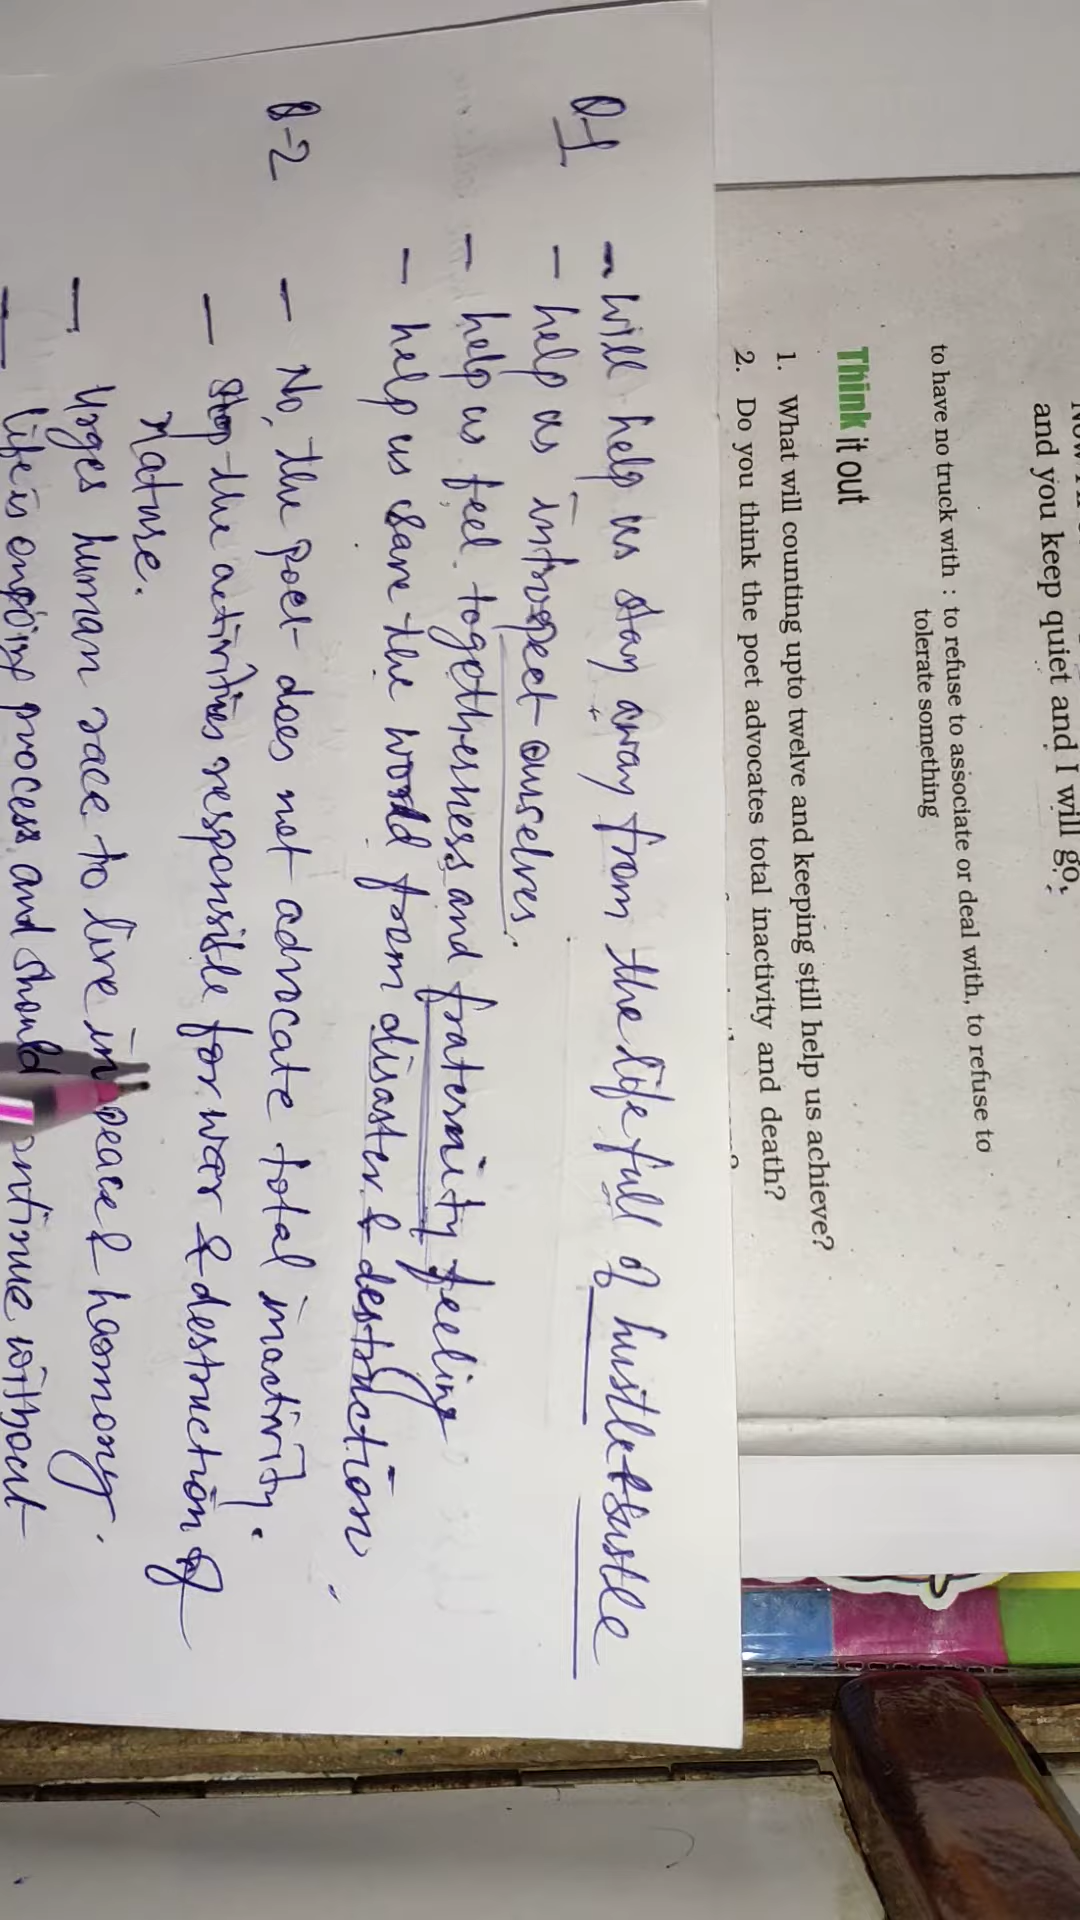 and you keep quiet and I will go.
to have no truck with : to refuse to associate or deal with, to refuse to
tolerate something
Think it out
1. What will counting upto twelve and keeping still help us achieve?
2. Do you think the poet advocates total inactivity and death?
Q-1 - Will help us stay away from the life full of hustle & bustle
- help us introspect ourselves.
- help us feel togetherness and fraternity feeling
- help us save the world from disaster & destruction
Q-2 - No, the poet does not advocate total inactivity.
- Stop the activities responsible for war & destruction of
nature.
- Urges human race to live in peace & harmony.
- life is ongoing process and should continue without